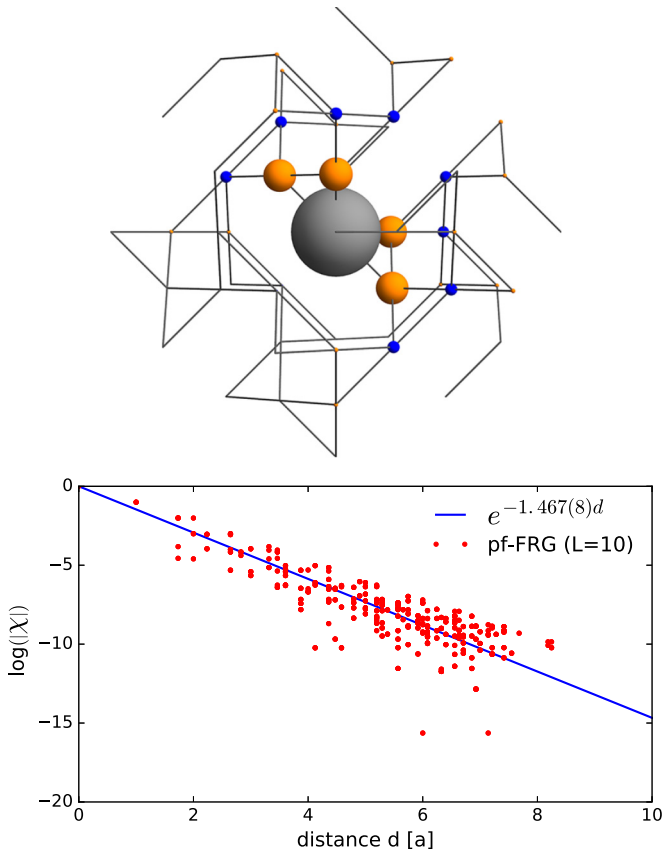 0
−5
−10
−15
−20
log(|χ|)
e^{−1.467(8)d}
pf-FRG (L=10)
0 2 4 6 8 10
distance d [a]